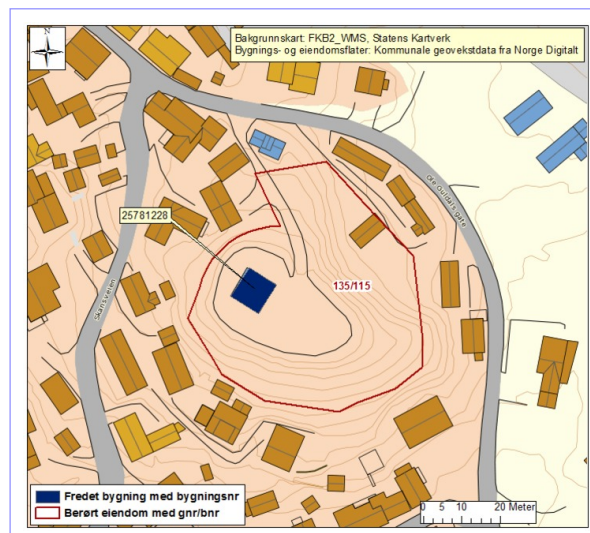 Bakgrunnskart: FKB2_WMS, Statens Kartverk
Bygnings- og eiendomsflater: Kommunale geovekstdata fra Norge Digitalt
25781228
135/115
Skansveien
Fredet bygning med bygningsnr
Berørt eiendom med gnr/bnr
0 5 10 20 Meter